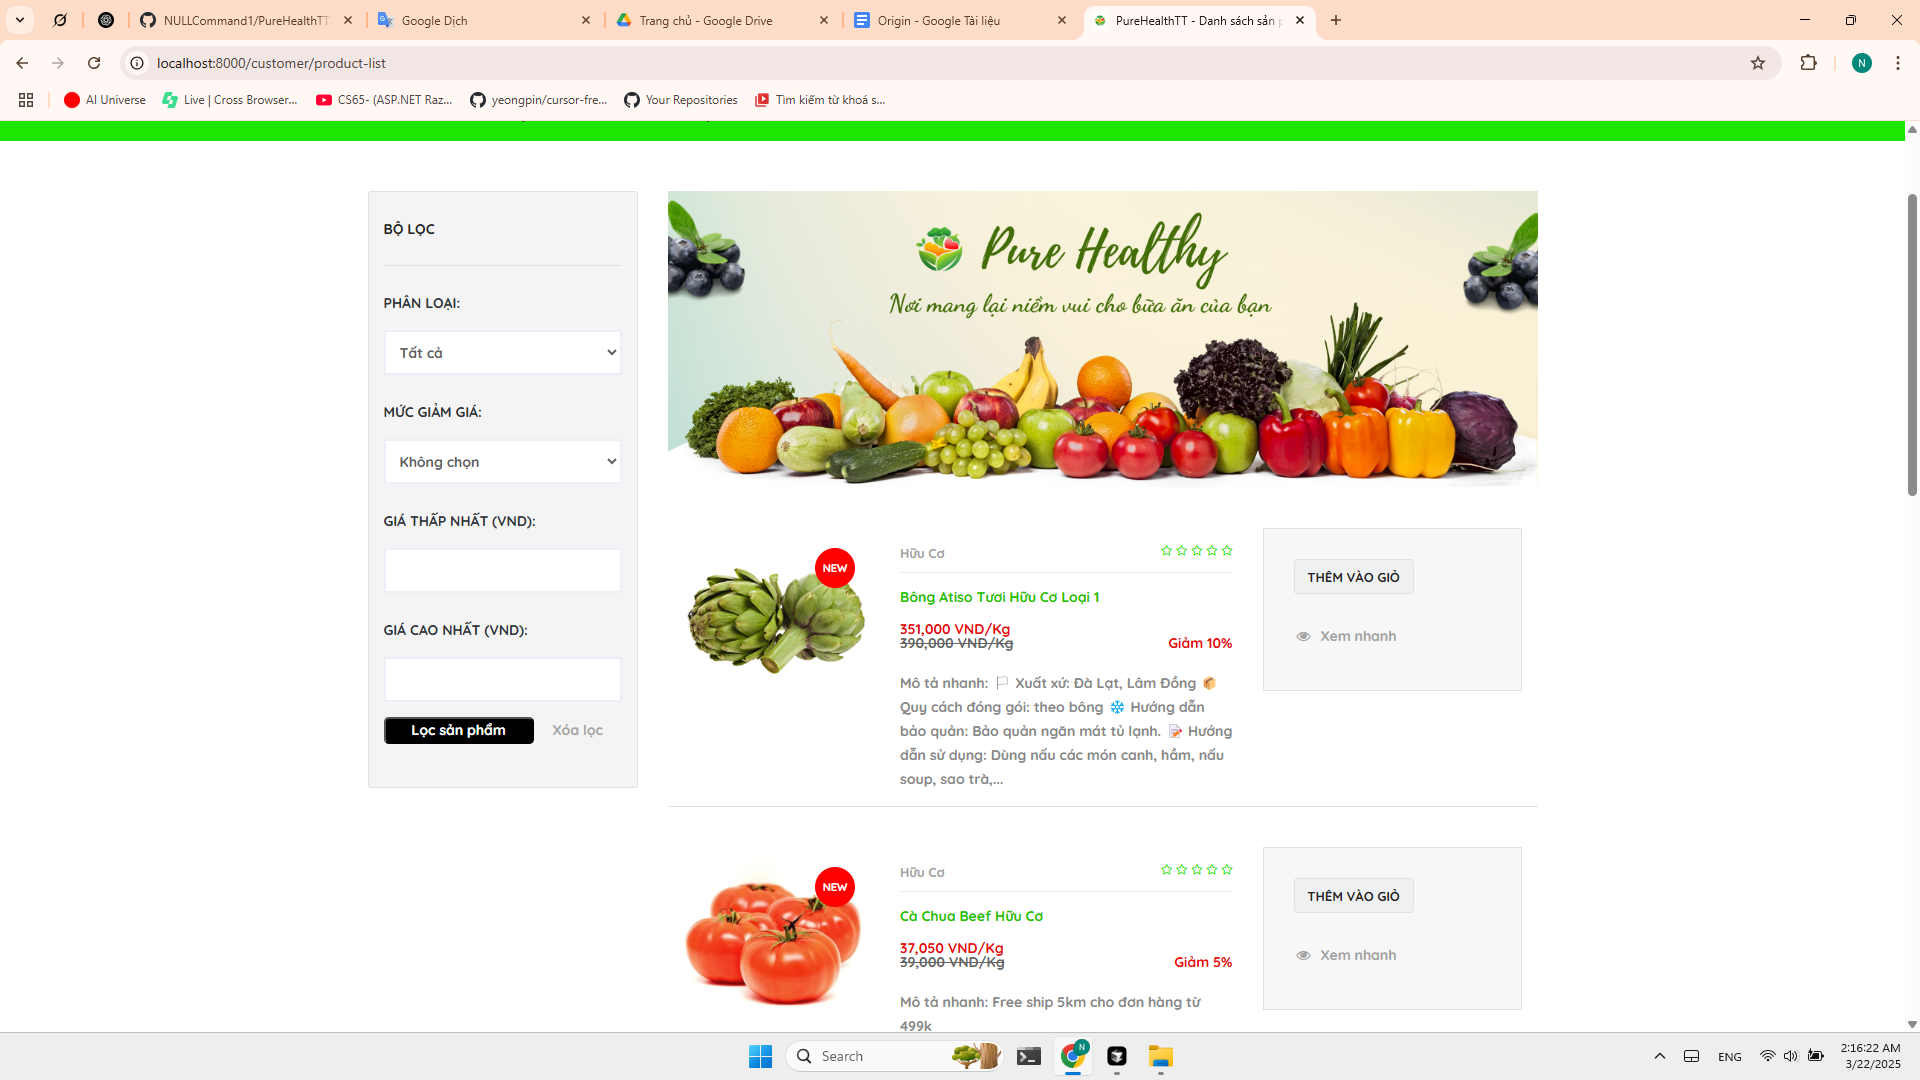 NULLCommand1/PureHealthTT
Google Dịch
Trang chủ - Google Drive
Origin - Google Tài liệu
PureHealthTT - Danh sách sản p
localhost:8000/customer/product-list
N
AI Universe
Live | Cross Browser...
CS65- (ASP.NET Raz...
yeongpin/cursor-fre...
Your Repositories
Tìm kiếm từ khoá s...
BỘ LỌC
PHÂN LOẠI:
Tất cả
MỨC GIẢM GIÁ:
Không chọn
GIÁ THẤP NHẤT (VND):
GIÁ CAO NHẤT (VND):
Lọc sản phẩm
Xóa lọc
Pure Healthy
Nơi mang lại niềm vui cho bữa ăn của bạn
NEW
Hữu Cơ
Bông Atiso Tươi Hữu Cơ Loại 1
351,000 VND/Kg
390,000 VND/Kg
Giảm 10%
Mô tả nhanh: 🏳️ Xuất xứ: Đà Lạt, Lâm Đồng 📦
Quy cách đóng gói: theo bông ❄️ Hướng dẫn
bảo quản: Bảo quản ngăn mát tủ lạnh. 📝 Hướng
dẫn sử dụng: Dùng nấu các món canh, hầm, nấu
soup, sao trà,...
THÊM VÀO GIỎ
Xem nhanh
NEW
Hữu Cơ
Cà Chua Beef Hữu Cơ
37,050 VND/Kg
39,000 VND/Kg
Giảm 5%
Mô tả nhanh: Free ship 5km cho đơn hàng từ
499k
THÊM VÀO GIỎ
Xem nhanh
Search
N
ENG
2:16:22 AM
3/22/2025